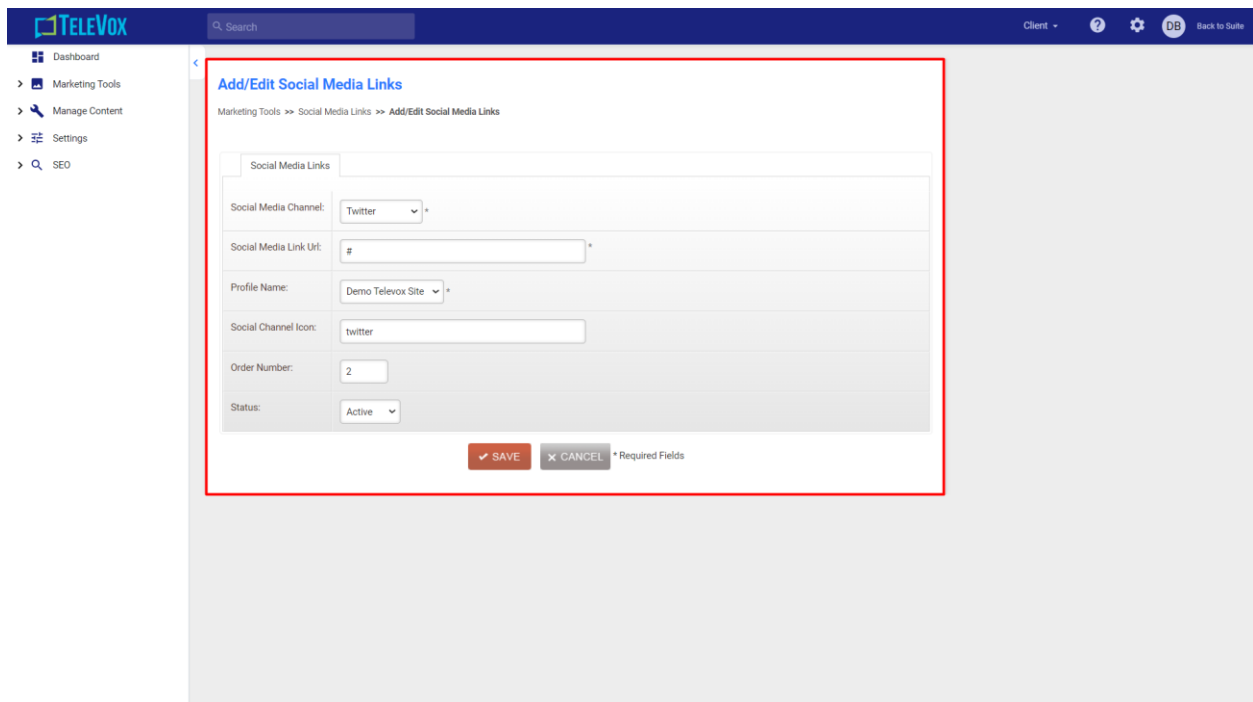 TELEVOX
Search
Client
?
DB
Back to Suite
Dashboard
Marketing Tools
Manage Content
Settings
SEO
Add/Edit Social Media Links
Marketing Tools >> Social Media Links >> Add/Edit Social Media Links
Social Media Links
Social Media Channel: Twitter *
Social Media Link Url: # *
Profile Name: Demo Televox Site *
Social Channel Icon: twitter
Order Number: 2
Status: Active
SAVE
CANCEL
* Required Fields